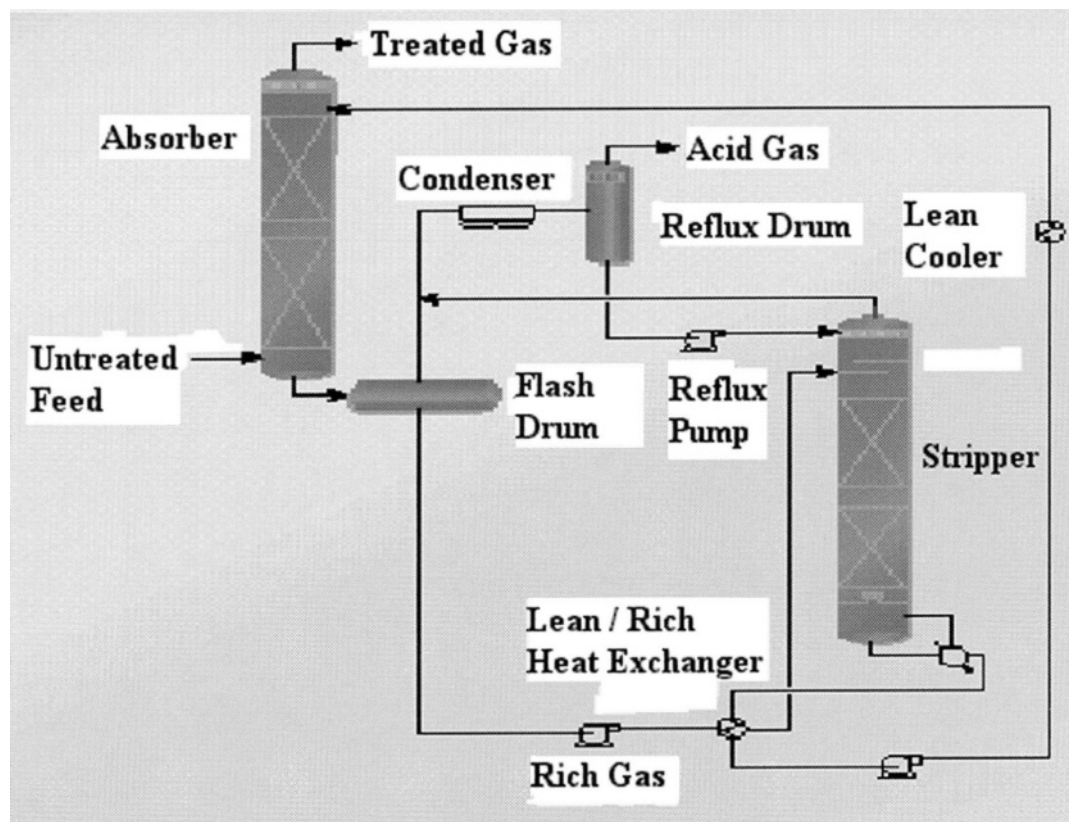 Treated Gas
Absorber
Acid Gas
Condenser
Reflux Drum
Lean
Cooler
Untreated
Feed
Flash
Drum
Reflux
Pump
Stripper
Lean / Rich
Heat Exchanger
Rich Gas